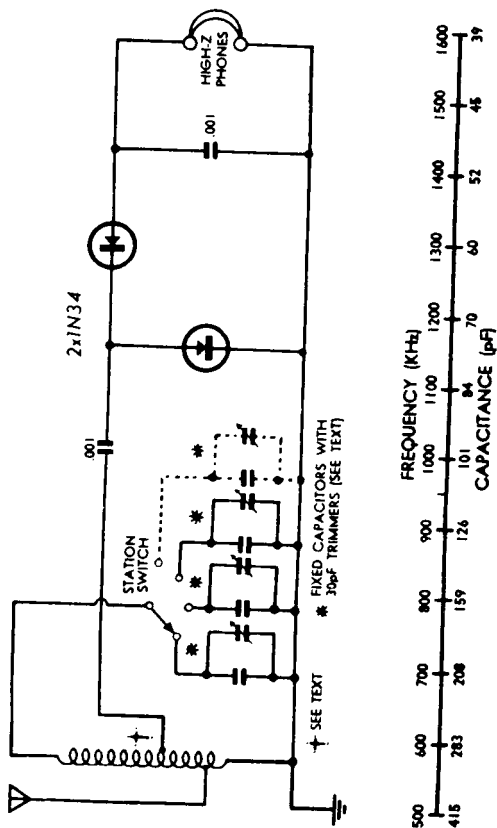 HIGH-Z
PHONES
.001
2x1N34
.001
STATION
SWITCH
*
*
*
*
* FIXED CAPACITORS WITH
30pF TRIMMERS (SEE TEXT)
SEE TEXT
FREQUENCY (KHz)
500 600 700 800 900 1000 1100 1200 1300 1400 1500 1600
415 283 208 159 126 101 84 70 60 52 45 39
CAPACITANCE (pF)